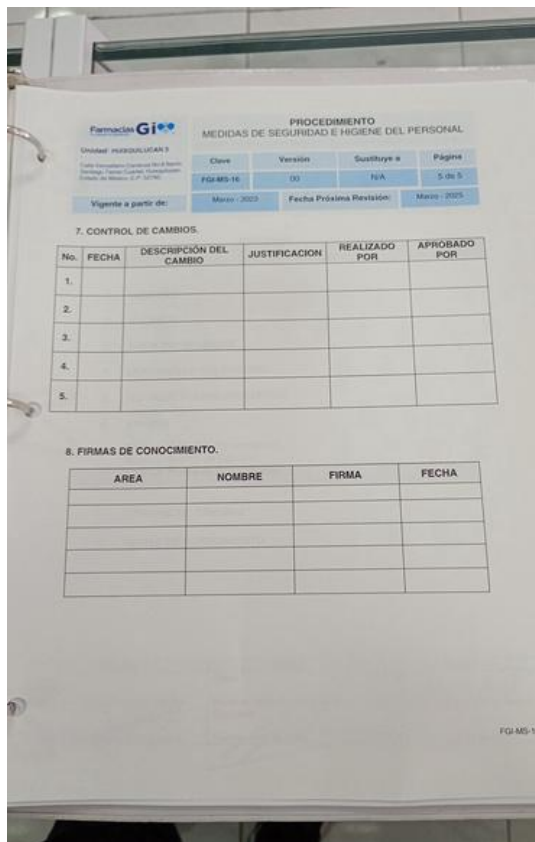 Farmacias Gi
PROCEDIMIENTO
MEDIDAS DE SEGURIDAD E HIGIENE DEL PERSONAL
Unidad: HUIXQUILUCAN 3
Clave Versión Sustituye a Página
FGI-MS-16 00 N/A 5 de 5
Vigente a partir de: Marzo - 2023 Fecha Próxima Revisión: Marzo - 2025
7. CONTROL DE CAMBIOS.
No. FECHA DESCRIPCIÓN DEL CAMBIO JUSTIFICACION REALIZADO POR APROBADO POR
1.
2.
3.
4.
5.
8. FIRMAS DE CONOCIMIENTO.
AREA NOMBRE FIRMA FECHA
FGI-MS-1